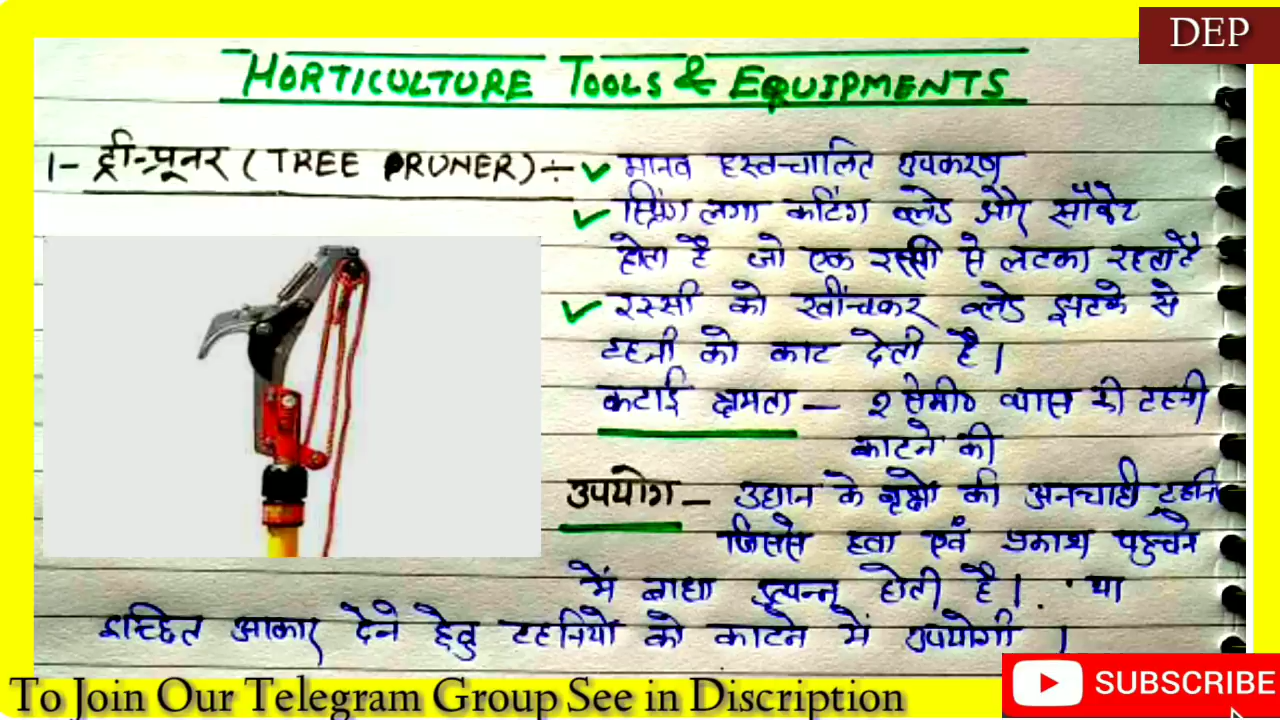 DEP
HORTICULTURE TOOLS & EQUIPMENTS
1- ट्री-प्रूनर (TREE PRUNER) ÷ ✓ मानव हस्तचालित उपकरण
✓ स्प्रिंग लगा कटिंग ब्लेड और सॉकेट
होता है जो एक रस्सी से लटका रहता है
✓ रस्सी को खींचकर ब्लेड झटके से
टहनी को काट देती है।
कटाई क्षमता – 2 सेमी० व्यास की टहनी
काटने की
उपयोग – उद्यान के वृक्षो की अनचाही टहनि
जिससे हवा एवं प्रकाश पहुचने
में बाधा उत्पन्न होती है। या
इच्छित आकार देने हेतु टहनियो को काटने में उपयोगी ।
To Join Our Telegram Group See in Discription
SUBSCRIBE